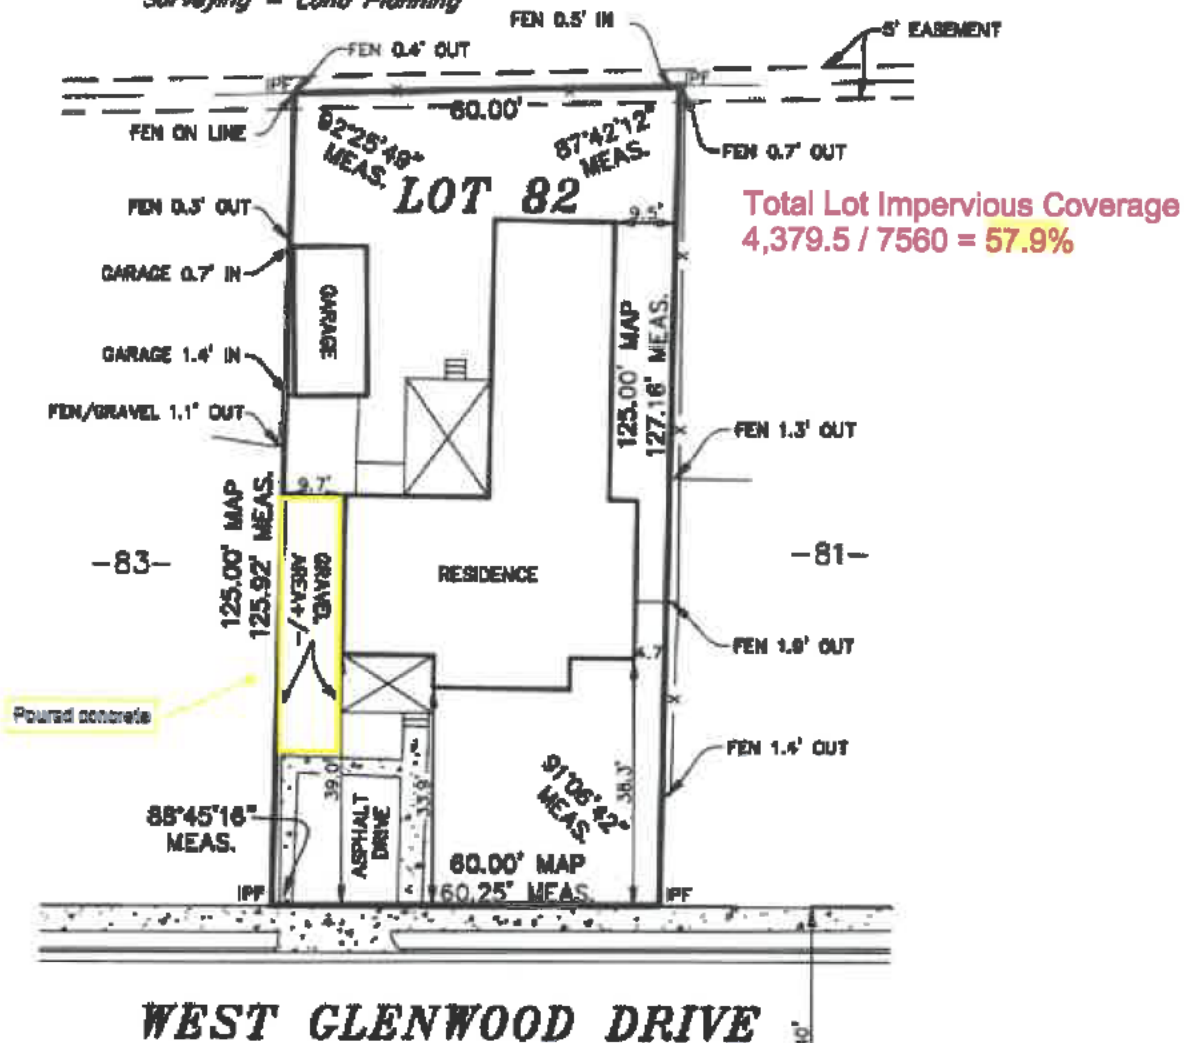 Surveying - Land Planning
FEN 0.5' IN
5' EASEMENT
FEN 0.4' OUT
IPF
IPF
60.00'
FEN ON LINE
92°25'49"
MEAS.
87°42'12"
MEAS.
FEN 0.7' OUT
LOT 82
Total Lot Impervious Coverage
4,379.5 / 7560 = 57.9%
FEN 0.3' OUT
9.5'
GARAGE 0.7' IN
GARAGE
125.00' MAP
127.16' MEAS.
GARAGE 1.4' IN
FEN/GRAVEL 1.1' OUT
FEN 1.3' OUT
9.7'
125.00' MAP
125.92' MEAS.
-83-
GRAVEL
AREA+/-
RESIDENCE
-81-
FEN 1.9' OUT
4.7
Poured concrete
FEN 1.4' OUT
39.0'
33.9'
38.3'
91°06'42"
MEAS.
88°45'16"
MEAS.
ASPHALT
DRIVE
60.00' MAP
60.25' MEAS.
IPF
IPF
WEST GLENWOOD DRIVE